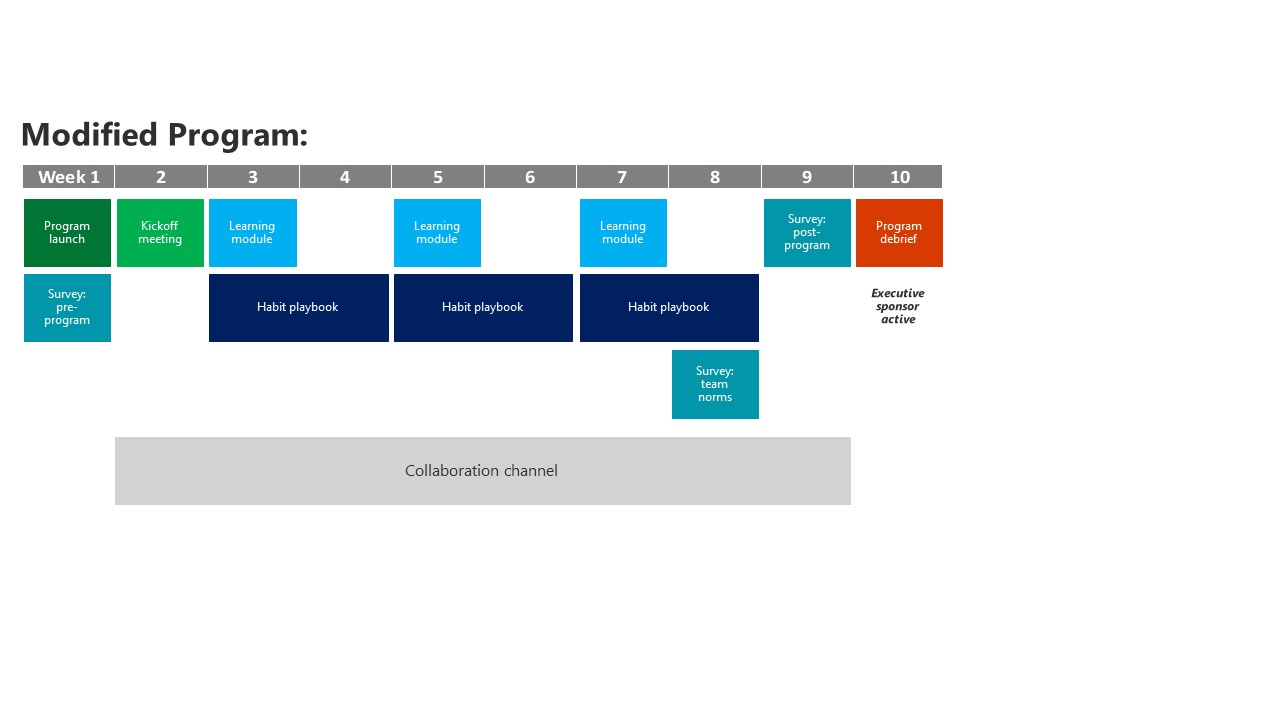 Modified Program:
Week 1 2 3 4 5 6 7 8 9 10
Program
launch
Kickoff
meeting
Learning
module
Learning
module
Learning
module
Survey:
post-
program
Program
debrief
Survey:
pre-
program
Habit playbook
Habit playbook
Habit playbook
Executive
sponsor
active
Survey:
team
norms
Collaboration channel